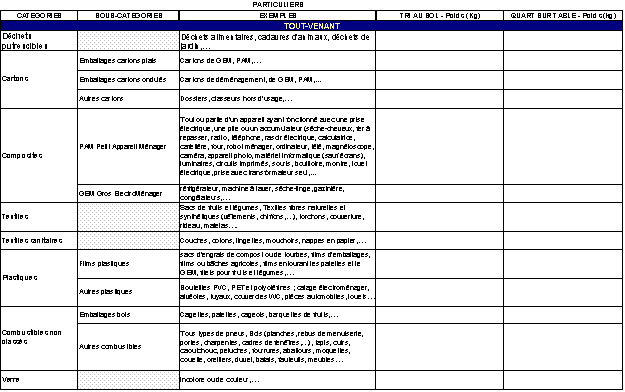 PARTICULIERS
CATEGORIES SOUS-CATEGORIES EXEMPLES TRI AU SOL - Poids (Kg) QUART SUR TABLE - Poids (kg)
TOUT-VENANT
Déchets putrescibles
Déchets alimentaires, cadavres d'animaux, déchets de
jardin,…
Cartons
Emballages cartons plats Cartons de GEM, PAM,…
Emballages cartons ondulés Cartons de déménagement, de GEM, PAM,…
Autres cartons Dossiers, classeurs hors d'usage,…
Composites
PAM Petit Appareil Ménager
Tout ou partie d'un appareil ayant fonctionné avec une prise
électrique, une pile ou un accumulateur (sèche-cheveux, fer à
repasser, radio, téléphone, rasoir électrique, calculatrice,
cafetière, four, robot ménager, ordinateur, télé, magnétoscope,
caméra, appareil photo, matériel informatique (sauf écrans),
luminaires, circuits imprimés, souris, bouilloire, montre, jouet
électrique, prise avec transformateur seul,…
GEM Gros ElectroMénager
réfrigérateur, machine à laver, sèche-linge, gazinière,
congélateurs,…
Textiles
Sacs de fruits et légumes, Textiles fibres naturelles et
synthétiques (vêtements, chiffons,…), torchons, couverture,
rideau, matelas…
Textiles sanitaires Couches, cotons, lingettes, mouchoirs, nappes en papier,…
Plastiques
Films plastiques
sacs d'engrais de compost ou de tourbes, films d'emballages,
films ou bâches agricoles, films entourant les palettes et le
GEM, filets pour fruits et légumes,…
Autres plastiques
Bouteilles PVC, PET et polyoléfines ; calage électroménager,
alvéoles, tuyaux, couvercles WC, pièces automobiles, jouets…
Combustibles non classés
Emballages bois Cagettes, palettes, cageots, barquettes de fruits,…
Autres combustibles
Tous types de pneus, Bois (planches, rebus de menuiserie,
portes, charpentes, cadres de fenêtres,…), tapis, cuirs,
caoutchouc, peluches, fourrures, abattours, moquettes,
couette, oreillers, duvet, balais, fauteuils, meubles…
Verre Incolore ou de couleur,…